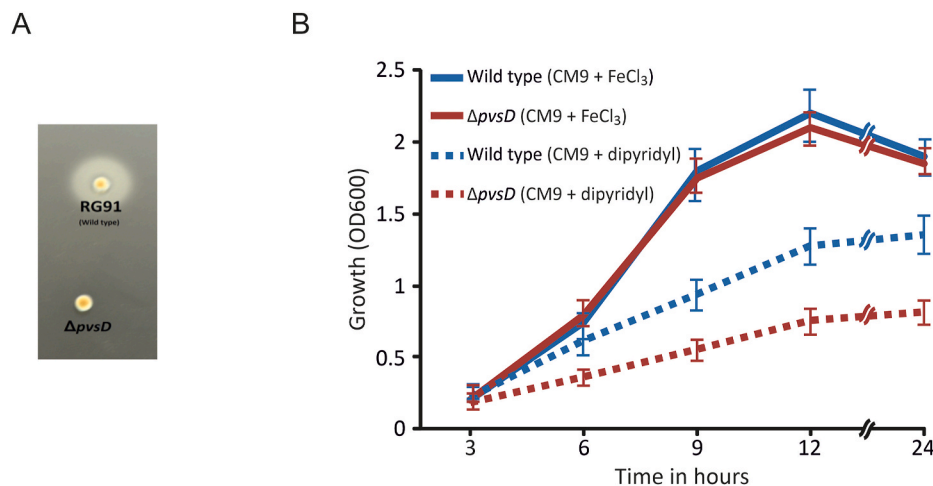 A
B
RG91
(Wild type)
ΔpvsD
Growth (OD600)
2.5
2
1.5
1
0.5
0
Wild type (CM9 + FeCl₃)
ΔpvsD (CM9 + FeCl₃)
Wild type (CM9 + dipyridyl)
ΔpvsD (CM9 + dipyridyl)
3 6 9 12 24
Time in hours